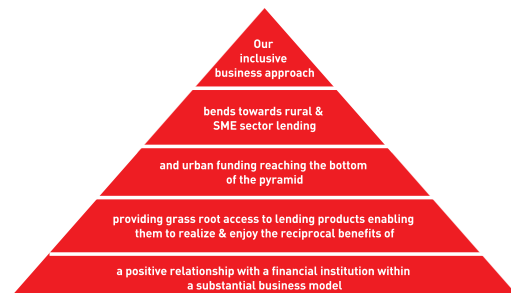 Our
inclusive
business approach
bends towards rural &
SME sector lending
and urban funding reaching the bottom
of the pyramid
providing grass root access to lending products enabling
them to realize & enjoy the reciprocal benefits of
a positive relationship with a financial institution within
a substantial business model